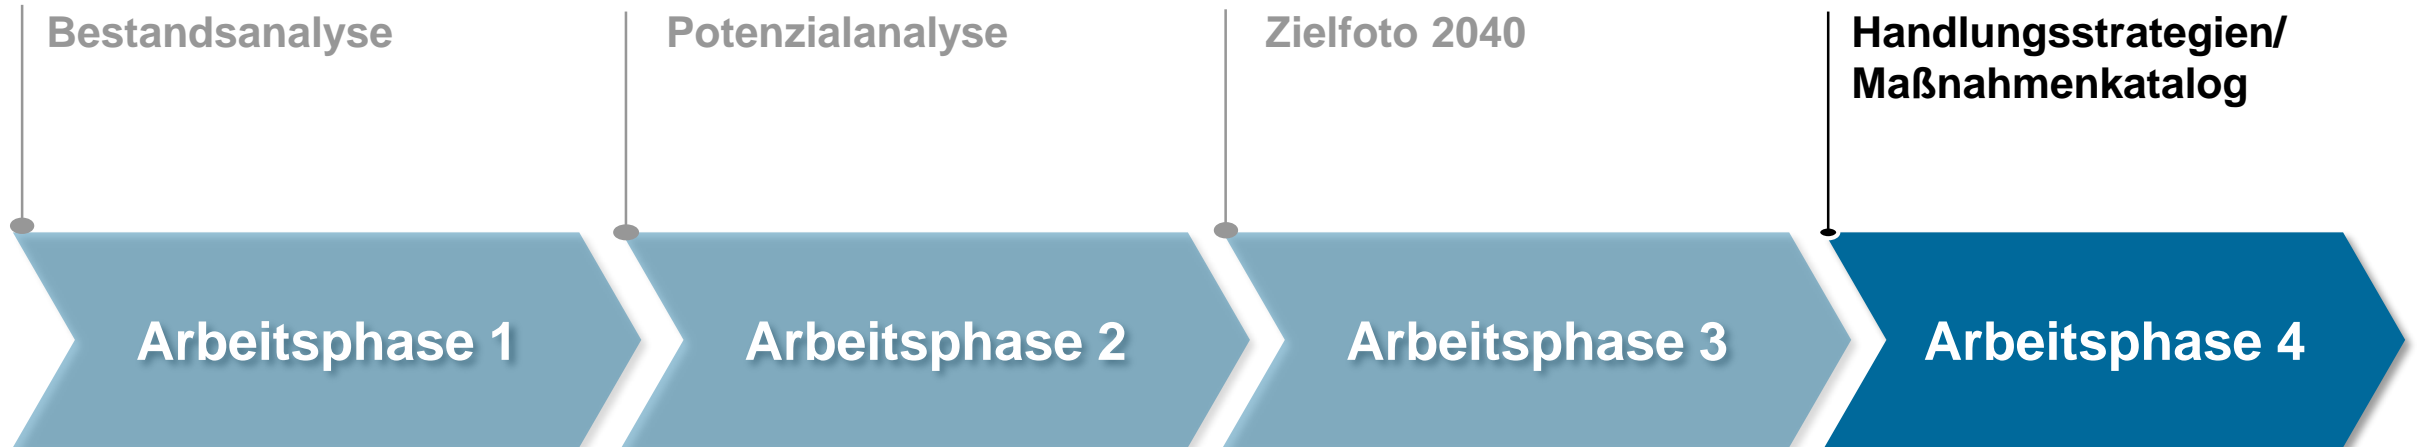 Bestandsanalyse
Potenzialanalyse
Zielfoto 2040
Handlungsstrategien/
Maßnahmenkatalog
Arbeitsphase 1
Arbeitsphase 2
Arbeitsphase 3
Arbeitsphase 4